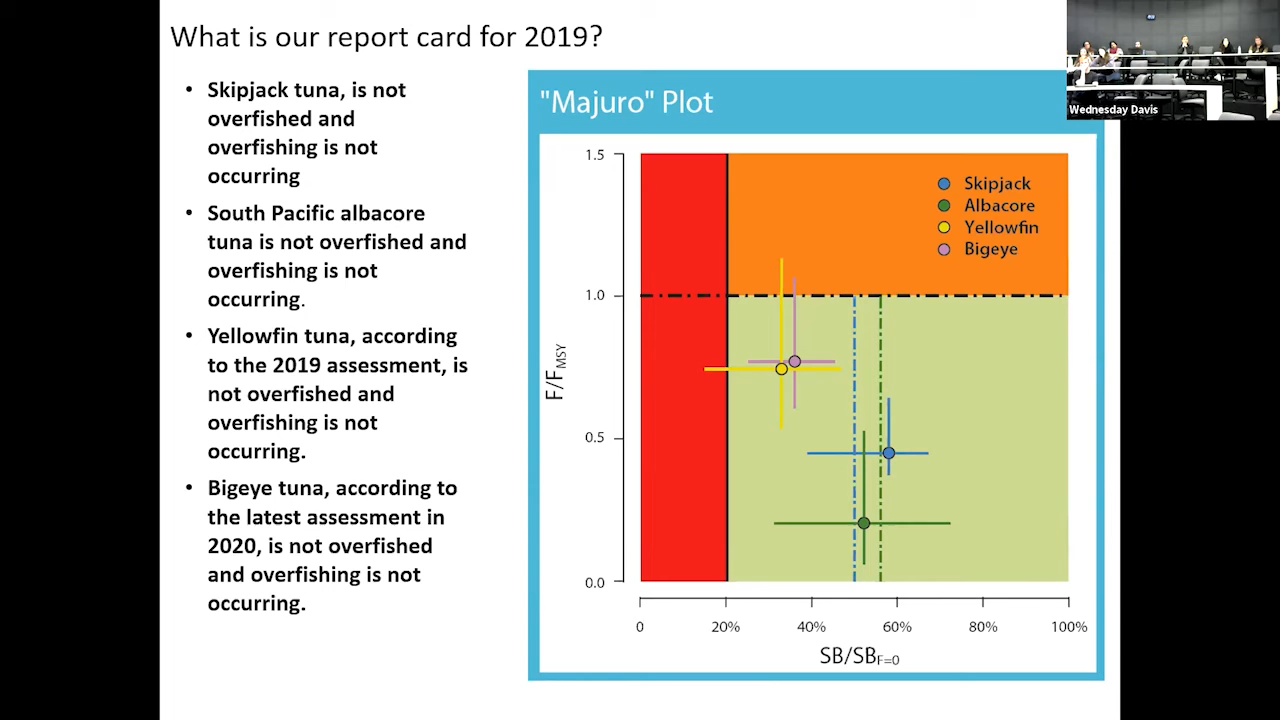 What is our report card for 2019?
• Skipjack tuna, is not
overfished and
overfishing is not
occurring
• South Pacific albacore
tuna is not overfished and
overfishing is not
occurring.
• Yellowfin tuna, according
to the 2019 assessment, is
not overfished and
overfishing is not
occurring.
• Bigeye tuna, according to
the latest assessment in
2020, is not overfished
and overfishing is not
occurring.
"Majuro" Plot
1.5
1.0
0.5
0.0
F/FMSY
Skipjack
Albacore
Yellowfin
Bigeye
0 20% 40% 60% 80% 100%
SB/SBF=0
Wednesday Davis